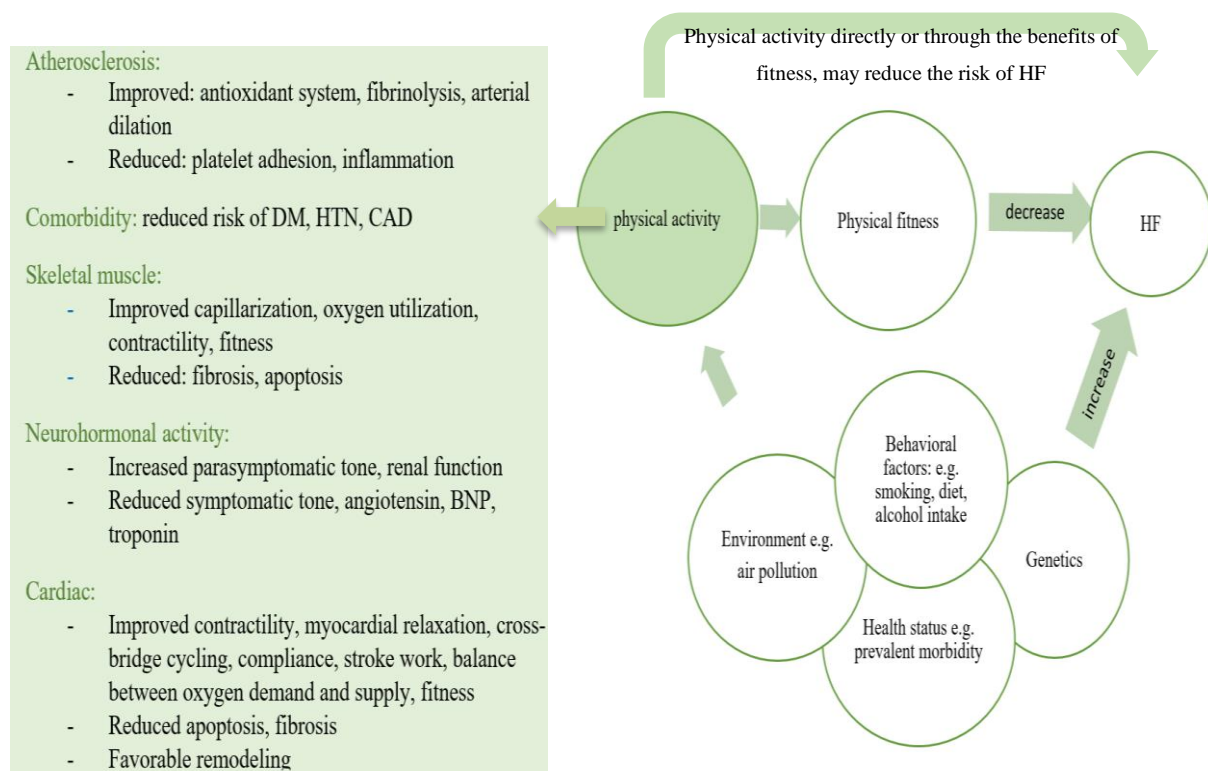 Atherosclerosis:
- Improved: antioxidant system, fibrinolysis, arterial
dilation
- Reduced: platelet adhesion, inflammation
Comorbidity: reduced risk of DM, HTN, CAD
Skeletal muscle:
- Improved capillarization, oxygen utilization,
contractility, fitness
- Reduced: fibrosis, apoptosis
Neurohormonal activity:
- Increased parasymptomatic tone, renal function
- Reduced symptomatic tone, angiotensin, BNP,
troponin
Cardiac:
- Improved contractility, myocardial relaxation, cross-
bridge cycling, compliance, stroke work, balance
between oxygen demand and supply, fitness
- Reduced apoptosis, fibrosis
- Favorable remodeling
Physical activity directly or through the benefits of
fitness, may reduce the risk of HF
physical activity
Physical fitness
decrease
HF
increase
Behavioral
factors: e.g.
smoking, diet,
alcohol intake
Environment e.g.
air pollution
Genetics
Health status e.g.
prevalent morbidity